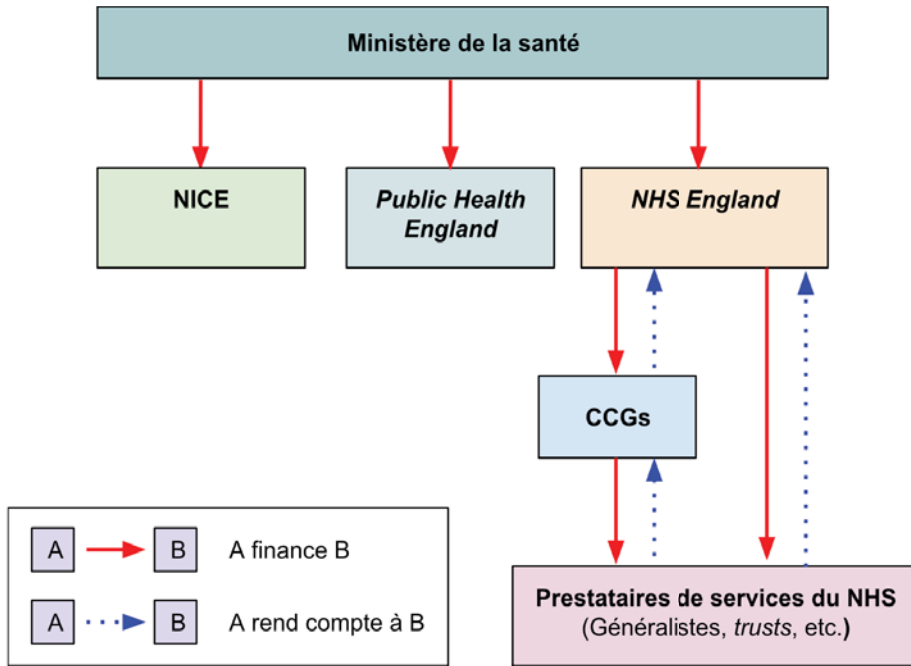 Ministère de la santé
NICE
Public Health
England
NHS England
CCGs
A
B
A finance B
A
B
A rend compte à B
Prestataires de services du NHS
(Généralistes, trusts, etc.)